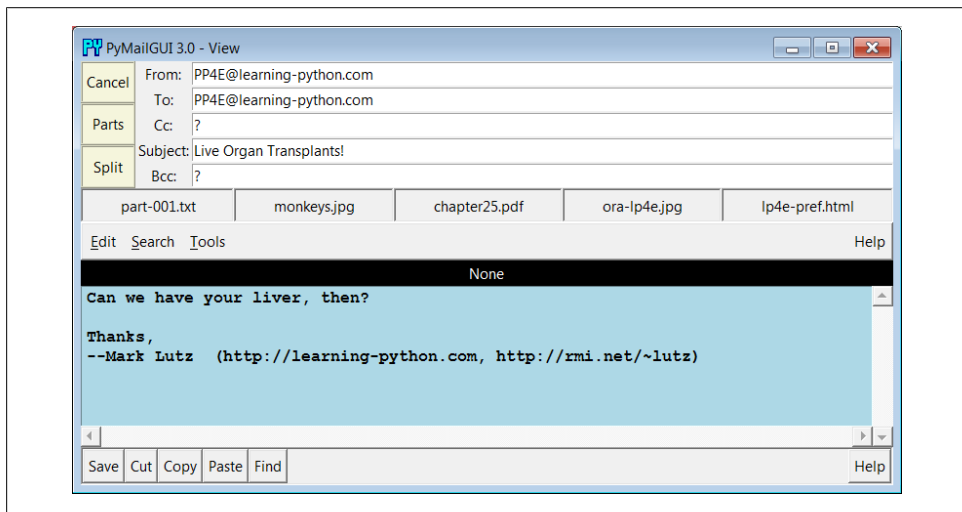 PY PyMailGUI 3.0 - View
Cancel From: PP4E@learning-python.com
To: PP4E@learning-python.com
Parts Cc: ?
Subject: Live Organ Transplants!
Split Bcc: ?
part-001.txt monkeys.jpg chapter25.pdf ora-lp4e.jpg lp4e-pref.html
Edit Search Tools Help
None
Can we have your liver, then?
Thanks,
--Mark Lutz (http://learning-python.com, http://rmi.net/~lutz)
Save Cut Copy Paste Find Help